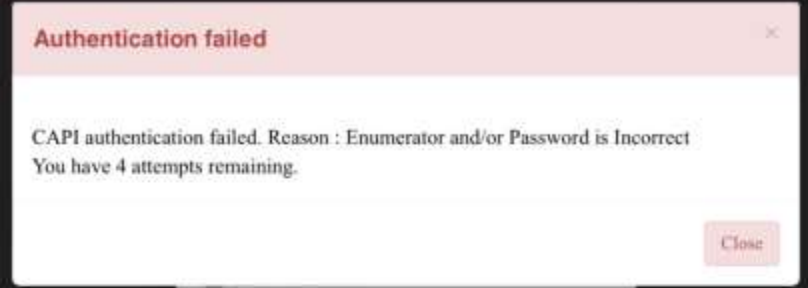 Authentication failed
×
CAPI authentication failed. Reason : Enumerator and/or Password is Incorrect
You have 4 attempts remaining.
Close